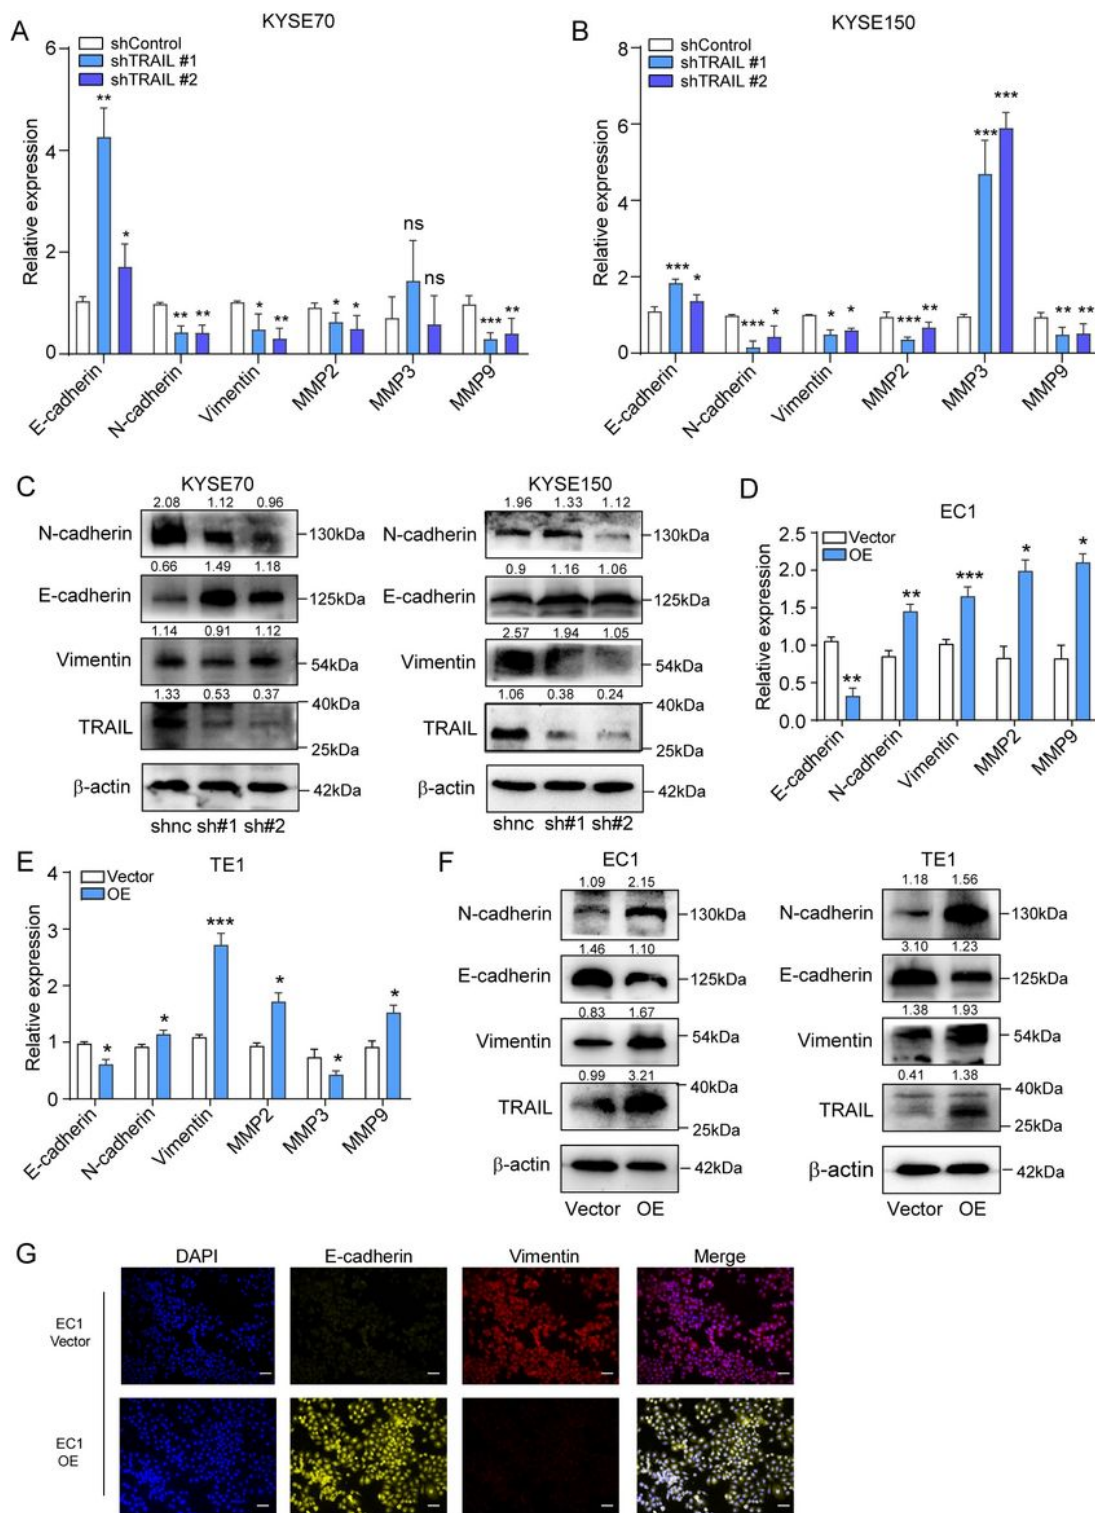 A
KYSE70
shControl
shTRAIL #1
shTRAIL #2
Relative expression
6
4
2
0
** * ** ** * ** * * ns ns *** **
E-cadherin N-cadherin Vimentin MMP2 MMP3 MMP9
B
KYSE150
shControl
shTRAIL #1
shTRAIL #2
Relative expression
8
6
4
2
0
*** * *** * * * *** ** *** *** ** **
E-cadherin N-cadherin Vimentin MMP2 MMP3 MMP9
C
KYSE70
2.08 1.12 0.96
N-cadherin 130kDa
0.66 1.49 1.18
E-cadherin 125kDa
1.14 0.91 1.12
Vimentin 54kDa
1.33 0.53 0.37
40kDa
TRAIL
25kDa
β-actin 42kDa
shnc sh#1 sh#2
KYSE150
1.96 1.33 1.12
N-cadherin 130kDa
0.9 1.16 1.06
E-cadherin 125kDa
2.57 1.94 1.05
Vimentin 54kDa
1.06 0.38 0.24
40kDa
TRAIL
25kDa
β-actin 42kDa
shnc sh#1 sh#2
D
EC1
Vector
OE
Relative expression
2.5
2.0
1.5
1.0
0.5
0.0
** ** *** * *
E-cadherin N-cadherin Vimentin MMP2 MMP9
E
TE1
Vector
OE
Relative expression
4
3
2
1
0
* * *** * * *
E-cadherin N-cadherin Vimentin MMP2 MMP3 MMP9
F
EC1
1.09 2.15
N-cadherin 130kDa
1.46 1.10
E-cadherin 125kDa
0.83 1.67
Vimentin 54kDa
0.99 3.21
40kDa
TRAIL
25kDa
β-actin 42kDa
Vector OE
TE1
1.18 1.56
N-cadherin 130kDa
3.10 1.23
E-cadherin 125kDa
1.38 1.93
Vimentin 54kDa
0.41 1.38
40kDa
TRAIL
25kDa
β-actin 42kDa
Vector OE
G
DAPI E-cadherin Vimentin Merge
EC1
Vector
EC1
OE